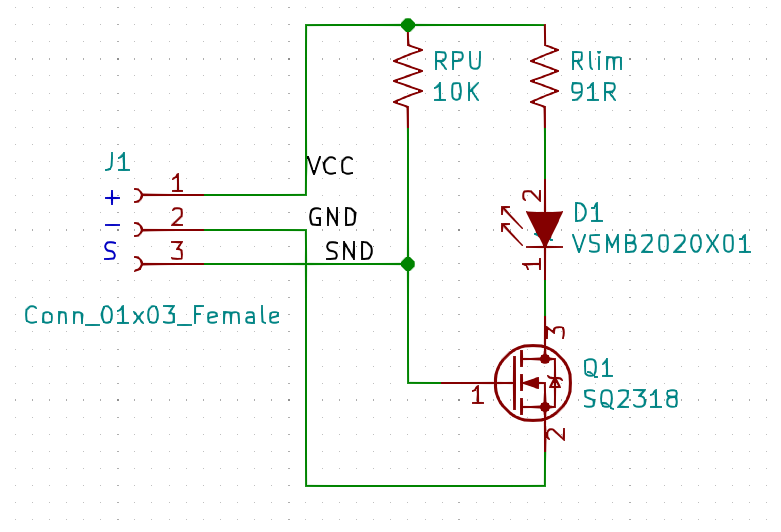 RPU
10K
Rlim
91R
J1
VCC
+
1
2
GND
-
2
D1
VSMB2020X01
S
3
SND
1
Conn_01x03_Female
3
Q1
SQ2318
1
2